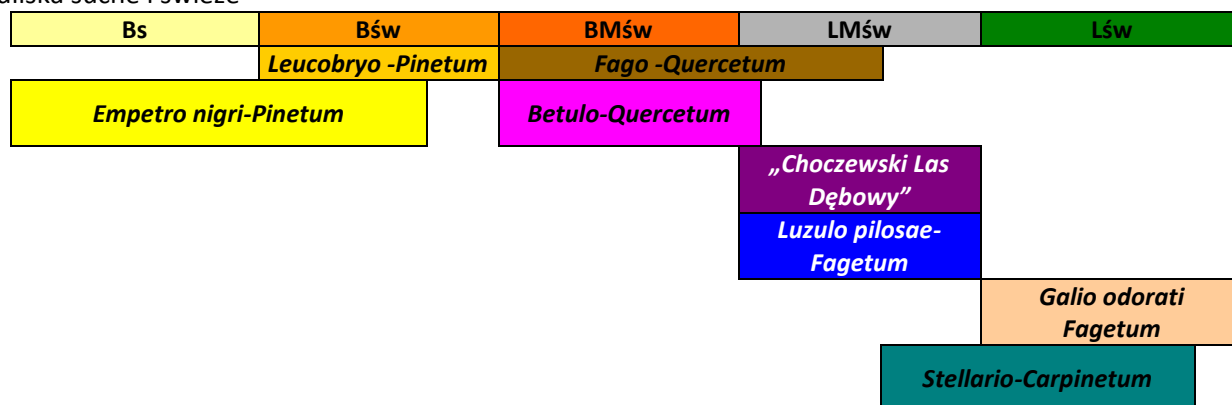 Bs Bśw BMśw LMśw Lśw
Leucobryo -Pinetum Fago -Quercetum
Empetro nigri-Pinetum Betulo-Quercetum
„Choczewski Las
Dębowy”
Luzulo pilosae-
Fagetum
Galio odorati
Fagetum
Stellario-Carpinetum